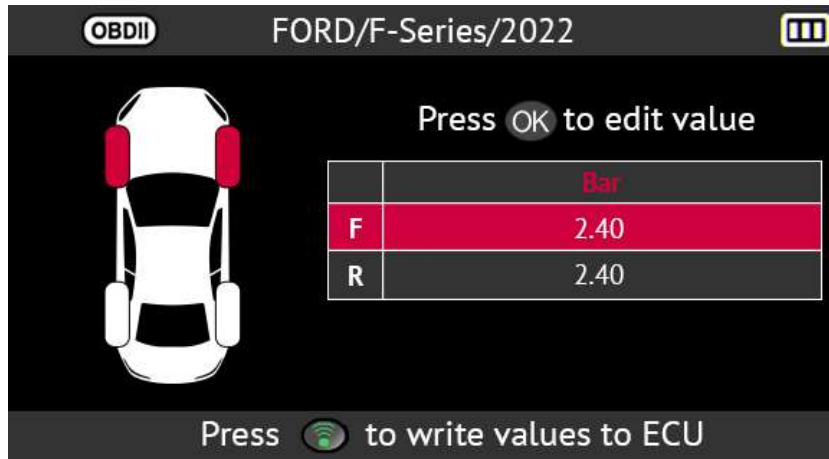 OBDII FORD/F-Series/2022
Press OK to edit value
Bar
F 2.40
R 2.40
Press to write values to ECU